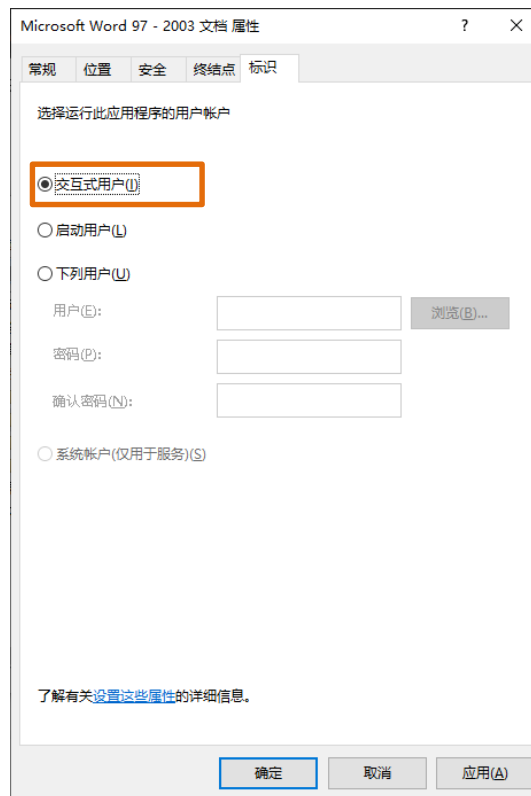 Microsoft Word 97 - 2003 文档 属性 ? ×
常规 位置 安全 终结点 标识
选择运行此应用程序的用户帐户
交互式用户(I)
启动用户(L)
下列用户(U)
用户(E): 浏览(B)...
密码(P):
确认密码(N):
系统帐户(仅用于服务)(S)
了解有关设置这些属性的详细信息。
确定 取消 应用(A)